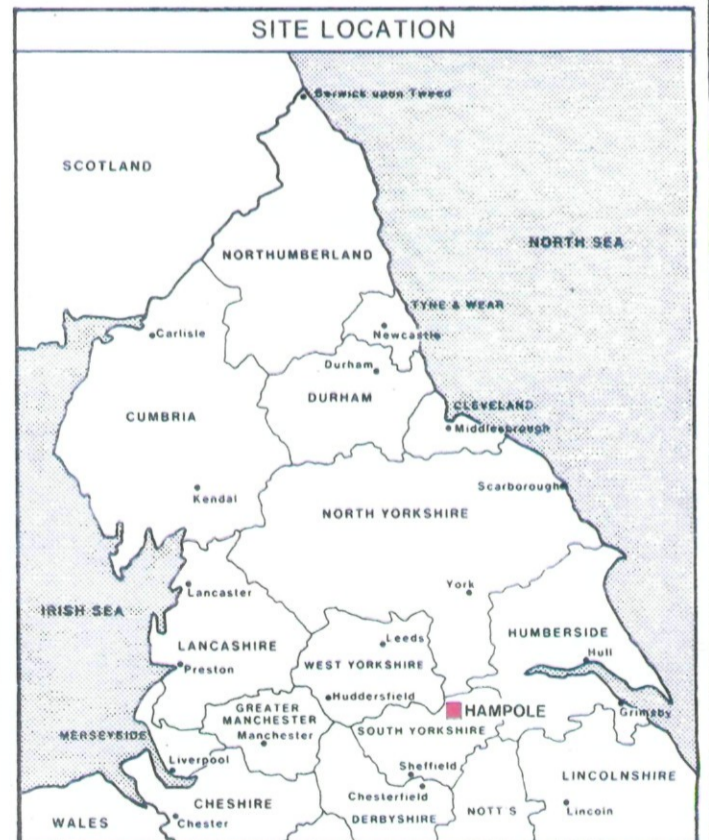 SITE LOCATION
Berwick upon Tweed
SCOTLAND
NORTH SEA
NORTHUMBERLAND
TYNE & WEAR
Carlisle
Newcastle
Durham
DURHAM
CLEVELAND
CUMBRIA
Middlesbrough
Kendal
Scarborough
NORTH YORKSHIRE
York
Lancaster
IRISH SEA
HUMBERSIDE
Leeds
LANCASHIRE
Hull
WEST YORKSHIRE
Preston
Huddersfield
GREATER
MANCHESTER
HAMPOLE
Grimsby
SOUTH YORKSHIRE
MERSEYSIDE
Manchester
Liverpool
Sheffield
LINCOLNSHIRE
Chesterfield
CHESHIRE
NOTT'S
Lincoln
DERBYSHIRE
WALES
Chester